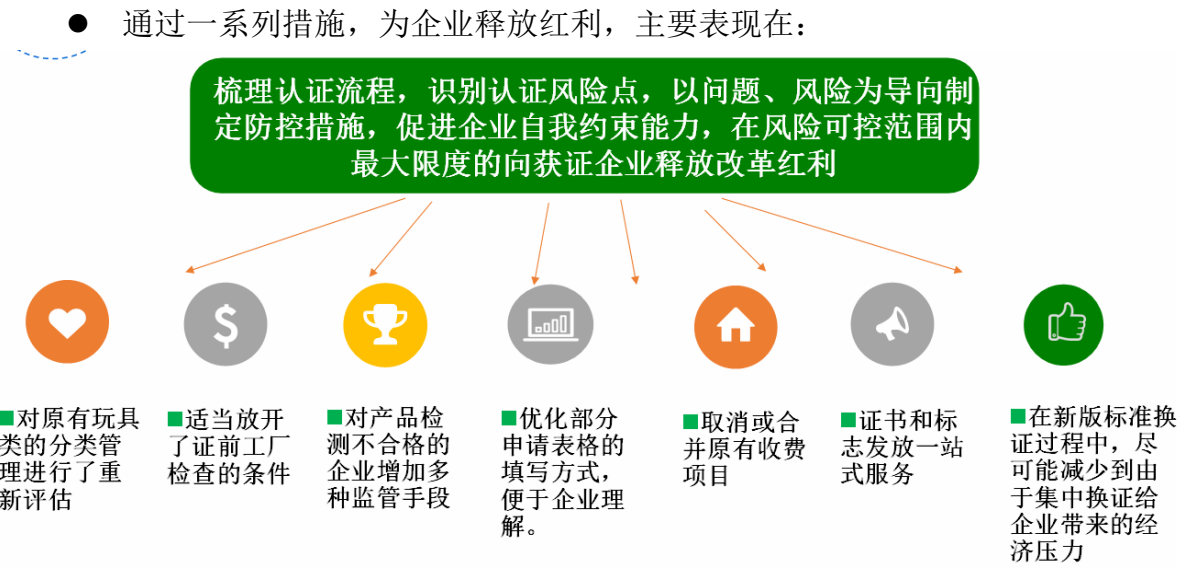 ● 通过一系列措施，为企业释放红利，主要表现在：
梳理认证流程，识别认证风险点，以问题、风险为导向制
定防控措施，促进企业自我约束能力，在风险可控范围内
最大限度的向获证企业释放改革红利
■对原有玩具
类的分类管
理进行了重
新评估
■适当放开
了证前工厂
检查的条件
■对产品检
测不合格的
企业增加多
种监管手段
■优化部分
申请表格的
填写方式，
便于企业理
解。
■取消或合
并原有收费
项目
■证书和标
志发放一站
式服务
■在新版标准换
证过程中，尽
可能减少到由
于集中换证给
企业带来的经
济压力